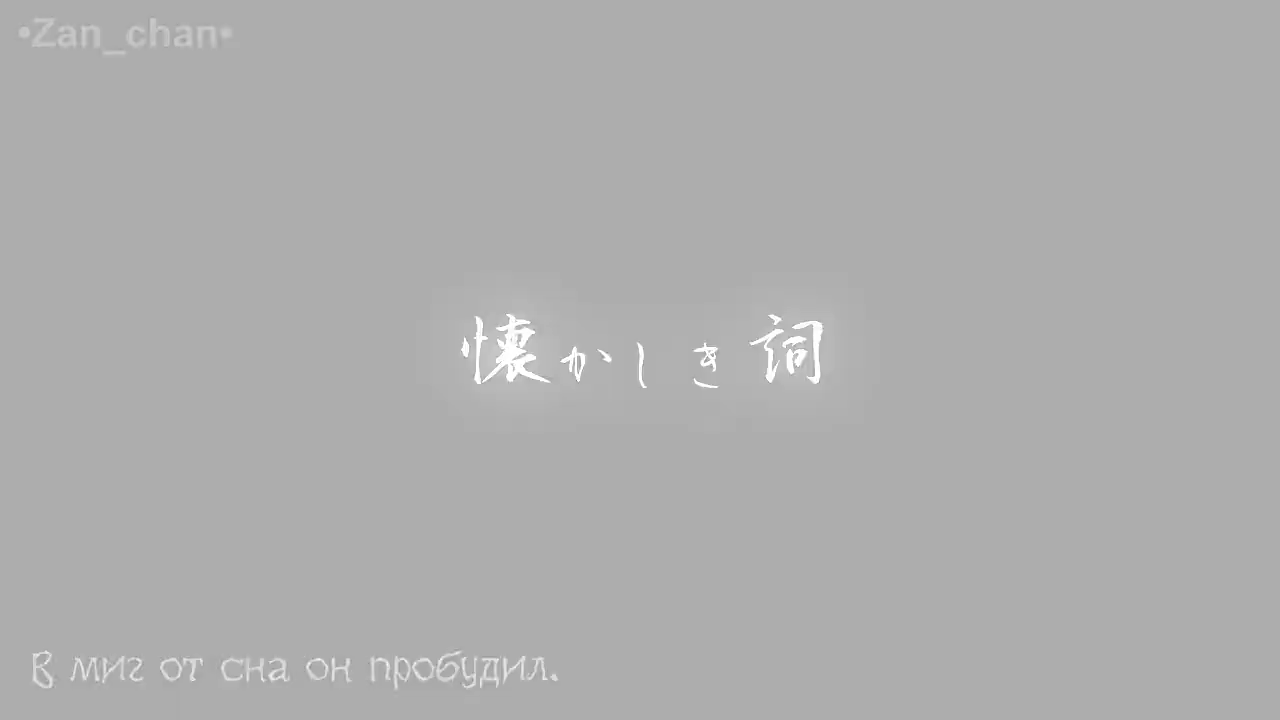 •Zan_chan•
懐かしき詞
В миг от сна он пробудил.